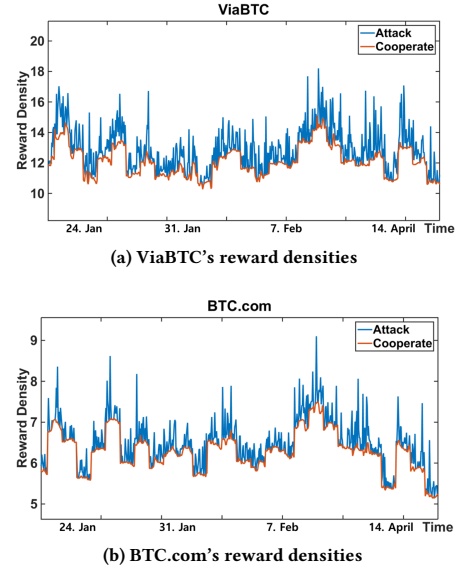 ViaBTC
20
18
16
14
12
10
Reward Density
Attack
Cooperate
24. Jan
31. Jan
7. Feb
14. April
Time
(a) ViaBTC's reward densities
BTC.com
9
8
7
6
5
Reward Density
Attack
Cooperate
24. Jan
31. Jan
7. Feb
14. April
Time
(b) BTC.com's reward densities